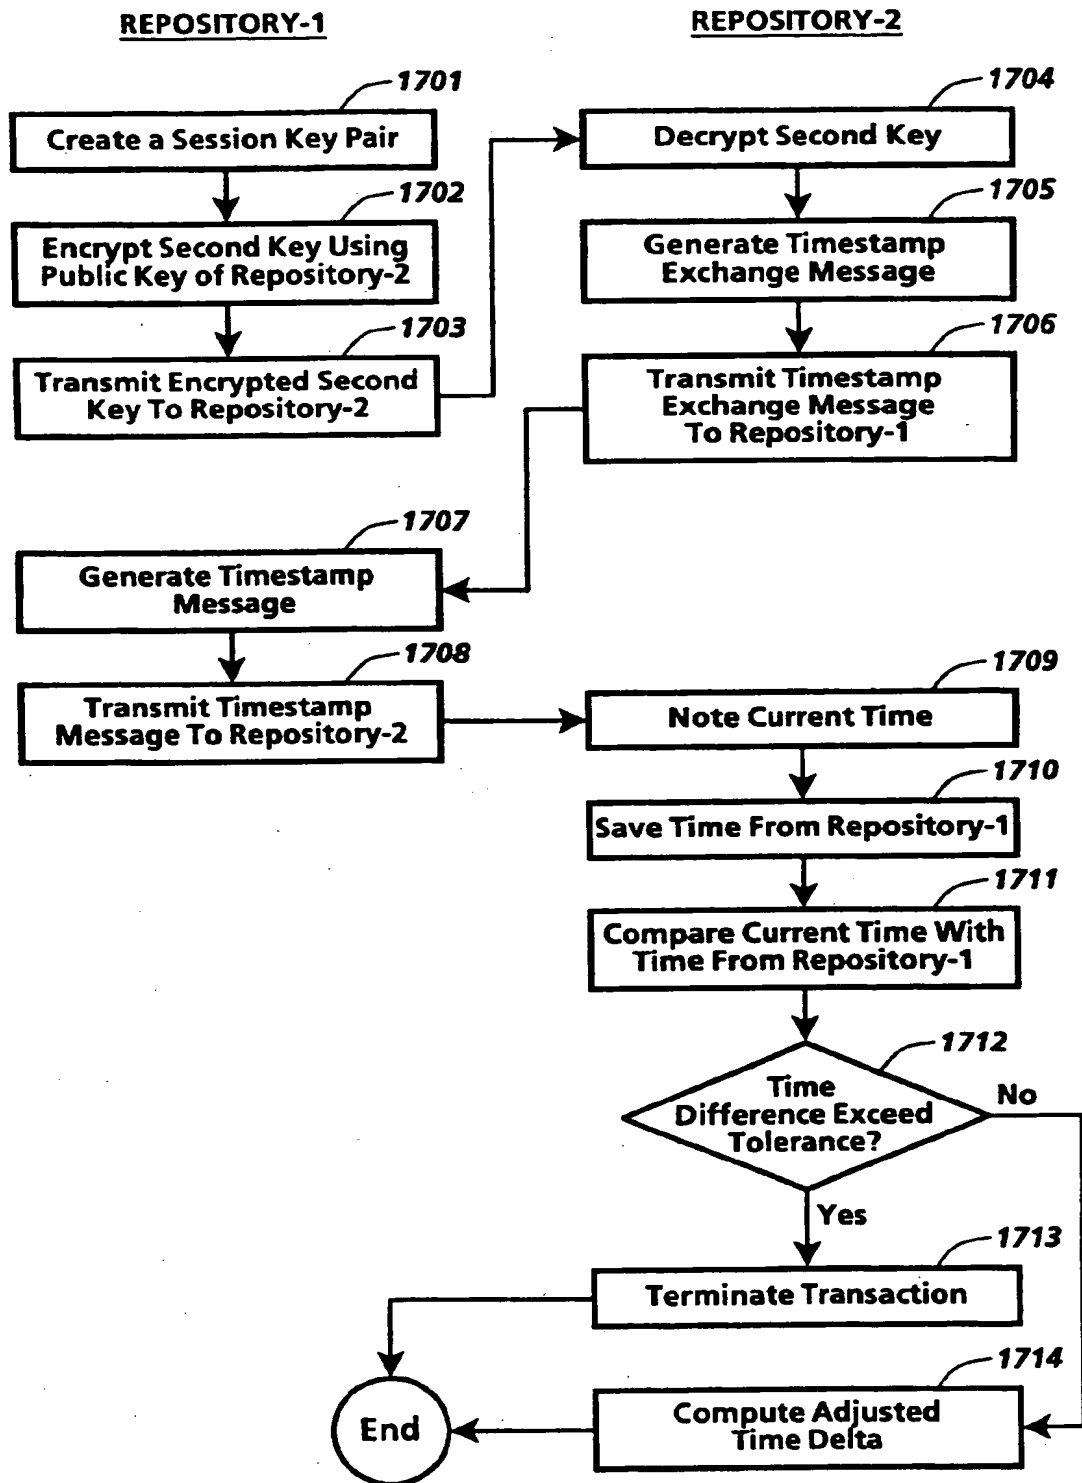 REPOSITORY-1
REPOSITORY-2
1701
Create a Session Key Pair
1702
Encrypt Second Key Using
Public Key of Repository-2
1703
Transmit Encrypted Second
Key To Repository-2
1704
Decrypt Second Key
1705
Generate Timestamp
Exchange Message
1706
Transmit Timestamp
Exchange Message
To Repository-1
1707
Generate Timestamp
Message
1708
Transmit Timestamp
Message To Repository-2
1709
Note Current Time
1710
Save Time From Repository-1
1711
Compare Current Time With
Time From Repository-1
1712
Time
Difference Exceed
Tolerance?
No
Yes
1713
Terminate Transaction
1714
Compute Adjusted
Time Delta
End